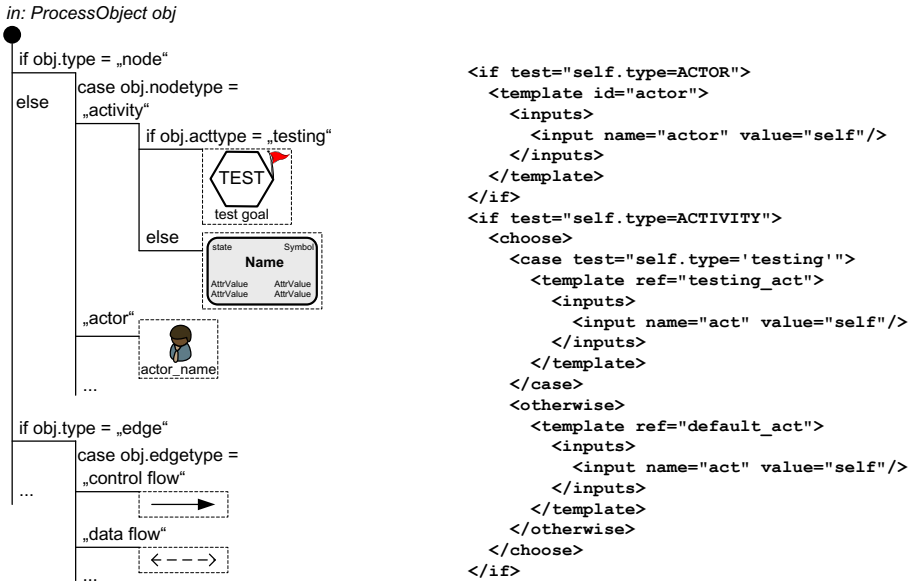 in: ProcessObject obj
if obj.type = „node“
else
case obj.nodetype =
„activity“
if obj.acttype = „testing“
TEST
test goal
else
state Symbol
Name
AttrValue AttrValue
AttrValue AttrValue
„actor“
actor_name
...
if obj.type = „edge“
case obj.edgetype =
„control flow“
...
„data flow“
...
<if test="self.type=ACTOR">
<template id="actor">
<inputs>
<input name="actor" value="self"/>
</inputs>
</template>
</if>
<if test="self.type=ACTIVITY">
<choose>
<case test="self.type='testing'">
<template ref="testing_act">
<inputs>
<input name="act" value="self"/>
</inputs>
</template>
</case>
<otherwise>
<template ref="default_act">
<inputs>
<input name="act" value="self"/>
</inputs>
</template>
</otherwise>
</choose>
</if>